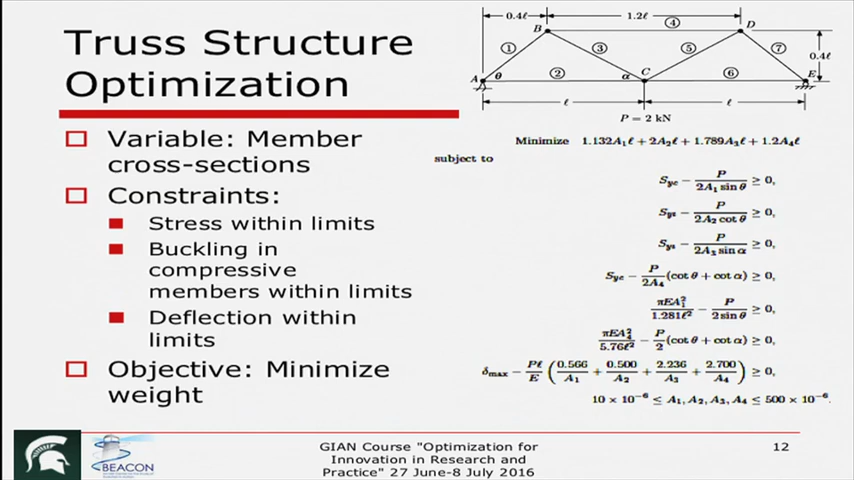 Truss Structure
Optimization
Variable: Member
cross-sections
Constraints:
Stress within limits
Buckling in
compressive
members within limits
Deflection within
limits
Objective: Minimize
weight
0.4ℓ 1.2ℓ
B ④ D
① ③ ⑤ ⑦ 0.4ℓ
A θ ② α C ⑥ E
ℓ ℓ
P = 2 kN
Minimize 1.132A₁ℓ + 2A₂ℓ + 1.789A₃ℓ + 1.2A₄ℓ
subject to
S_yc − P/(2A₁ sin θ) ≥ 0,
S_yt − P/(2A₂ cot θ) ≥ 0,
S_yt − P/(2A₃ sin α) ≥ 0,
S_yc − P/(2A₄) (cot θ + cot α) ≥ 0,
πEA₁²/(1.281ℓ²) − P/(2 sin θ) ≥ 0,
πEA₄²/(5.76ℓ²) − P/2 (cot θ + cot α) ≥ 0,
δ_max − Pℓ/E (0.566/A₁ + 0.500/A₂ + 2.236/A₃ + 2.700/A₄) ≥ 0,
10 × 10⁻⁶ ≤ A₁, A₂, A₃, A₄ ≤ 500 × 10⁻⁶.
BEACON
GIAN Course "Optimization for
Innovation in Research and
Practice" 27 June-8 July 2016
12